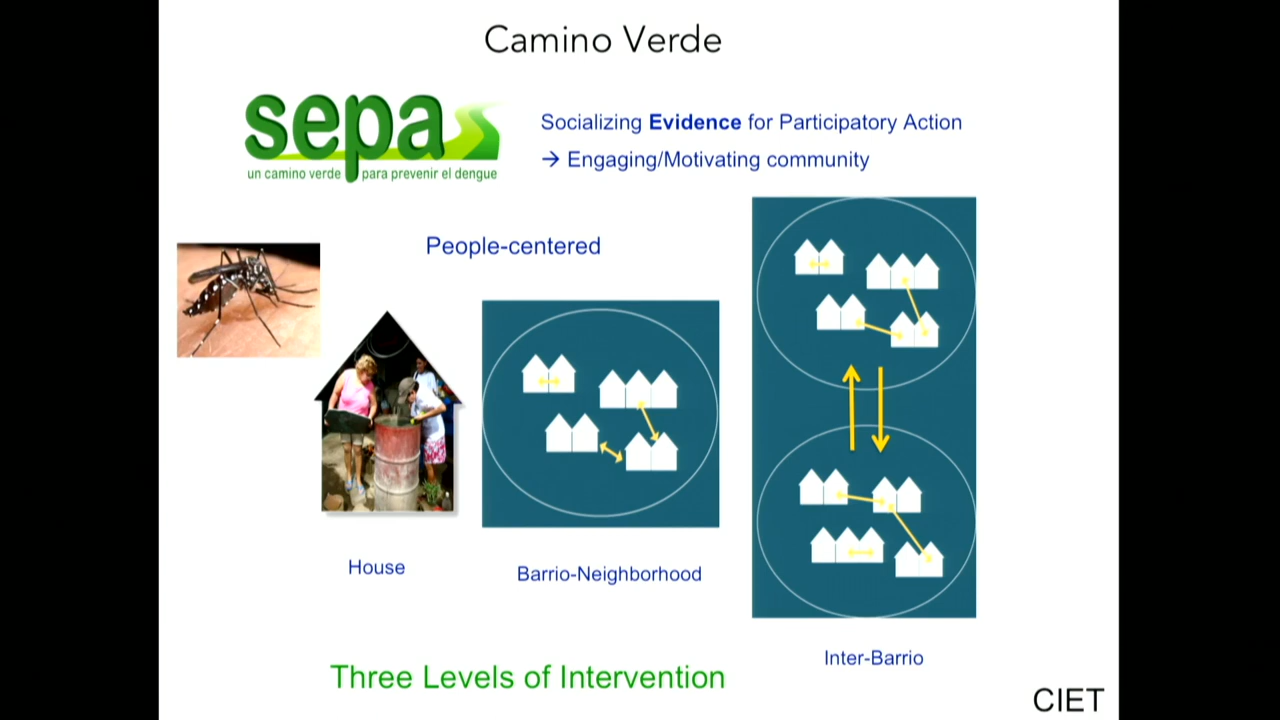 Camino Verde
sepa
un camino verde para prevenir el dengue
Socializing Evidence for Participatory Action
→ Engaging/Motivating community
People-centered
House
Barrio-Neighborhood
Inter-Barrio
Three Levels of Intervention
CIET